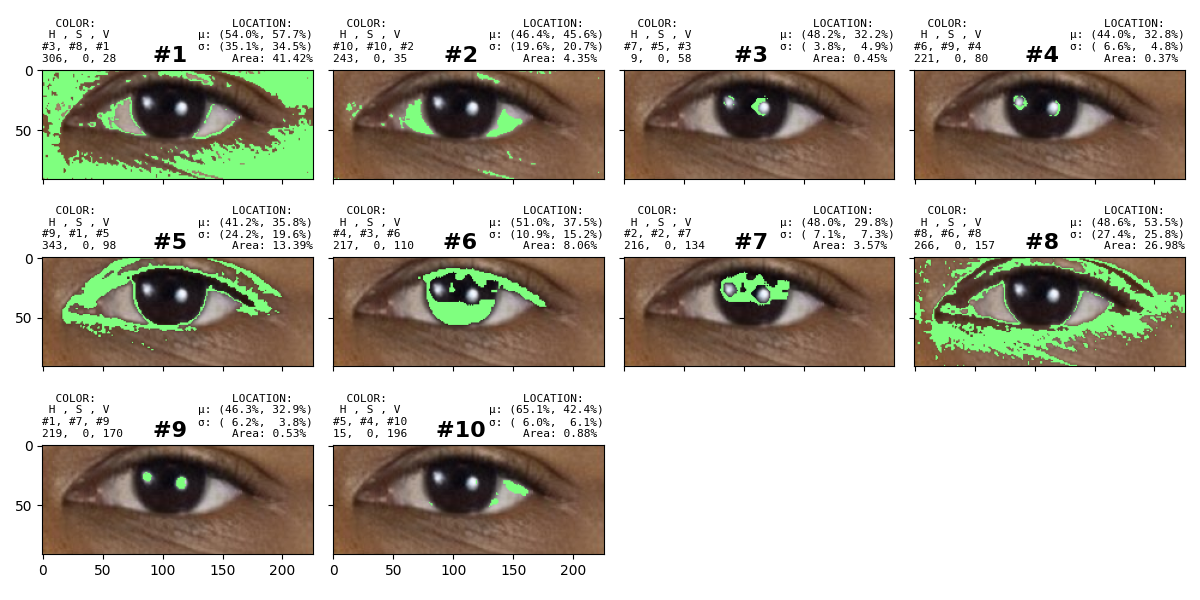 COLOR: LOCATION:
H , S , V μ: (54.0%, 57.7%)
#3, #8, #1 σ: (35.1%, 34.5%)
306, 0, 28 #1 Area: 41.42%
COLOR: LOCATION:
H , S , V μ: (46.4%, 45.6%)
#10, #10, #2 σ: (19.6%, 20.7%)
243, 0, 35 #2 Area: 4.35%
COLOR: LOCATION:
H , S , V μ: (48.2%, 32.2%)
#7, #5, #3 σ: ( 3.8%, 4.9%)
9, 0, 58 #3 Area: 0.45%
COLOR: LOCATION:
H , S , V μ: (44.0%, 32.8%)
#6, #9, #4 σ: ( 6.6%, 4.8%)
221, 0, 80 #4 Area: 0.37%
0
50
COLOR: LOCATION:
H , S , V μ: (41.2%, 35.8%)
#9, #1, #5 σ: (24.2%, 19.6%)
343, 0, 98 #5 Area: 13.39%
COLOR: LOCATION:
H , S , V μ: (51.0%, 37.5%)
#4, #3, #6 σ: (10.9%, 15.2%)
217, 0, 110 #6 Area: 8.06%
COLOR: LOCATION:
H , S , V μ: (48.0%, 29.8%)
#2, #2, #7 σ: ( 7.1%, 7.3%)
216, 0, 134 #7 Area: 3.57%
COLOR: LOCATION:
H , S , V μ: (48.6%, 53.5%)
#8, #6, #8 σ: (27.4%, 25.8%)
266, 0, 157 #8 Area: 26.98%
0
50
COLOR: LOCATION:
H , S , V μ: (46.3%, 32.9%)
#1, #7, #9 σ: ( 6.2%, 3.8%)
219, 0, 170 #9 Area: 0.53%
COLOR: LOCATION:
H , S , V μ: (65.1%, 42.4%)
#5, #4, #10 σ: ( 6.0%, 6.1%)
15, 0, 196 #10 Area: 0.88%
0
50
0 50 100 150 200
0 50 100 150 200